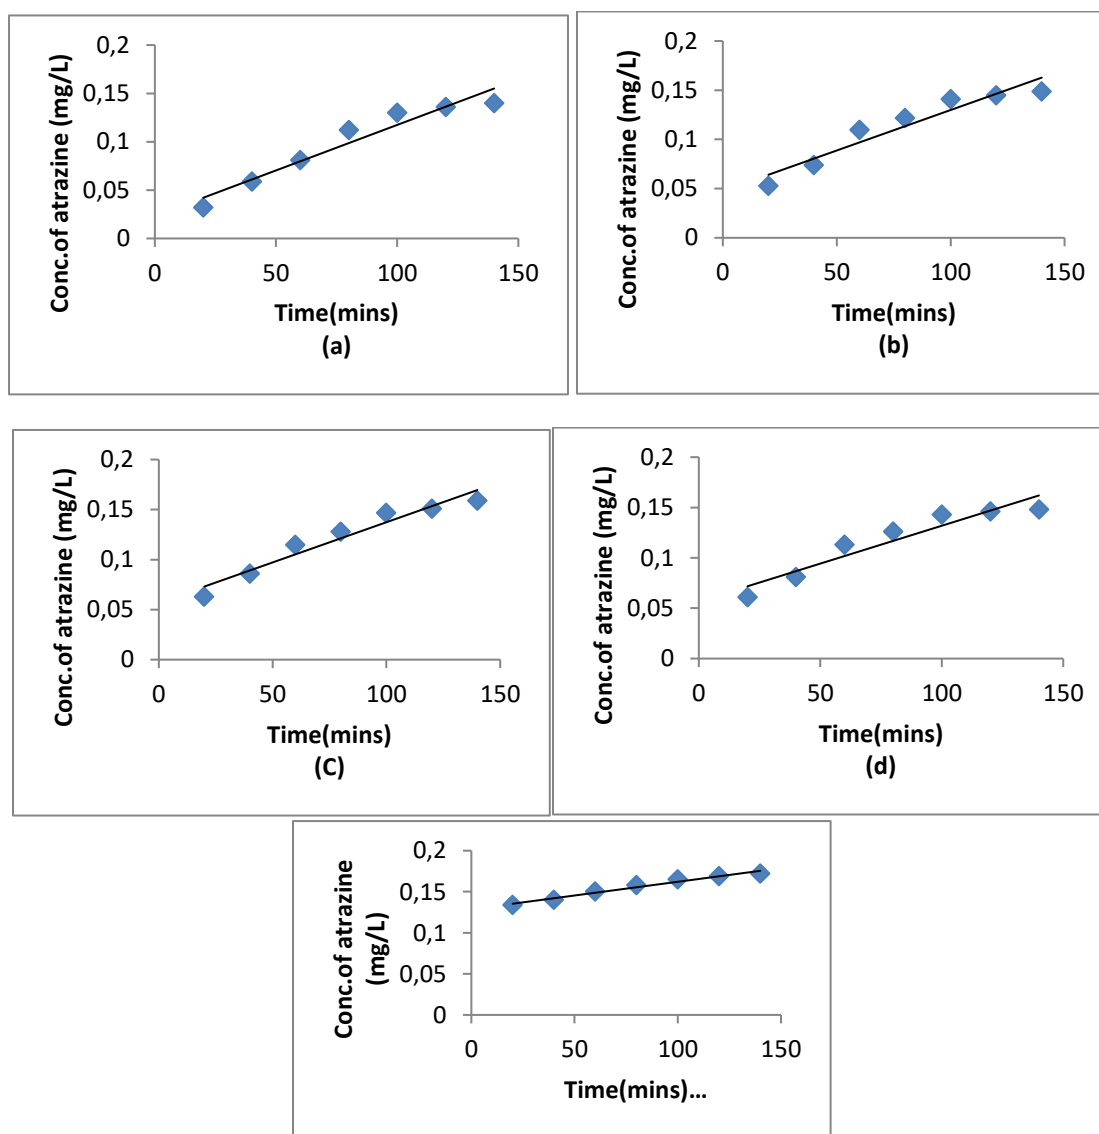 Conc.of atrazine (mg/L)
0,2
0,15
0,1
0,05
0
0 50 100 150
Time(mins)
(a)
Conc.of atrazine (mg/L)
0,2
0,15
0,1
0,05
0
0 50 100 150
Time(mins)
(b)
Conc.of atrazine (mg/L)
0,2
0,15
0,1
0,05
0
0 50 100 150
Time(mins)
(C)
Conc.of atrazine (mg/L)
0,2
0,15
0,1
0,05
0
0 50 100 150
Time(mins)
(d)
Conc.of atrazine
(mg/L)
0,2
0,15
0,1
0,05
0
0 50 100 150
Time(mins)...